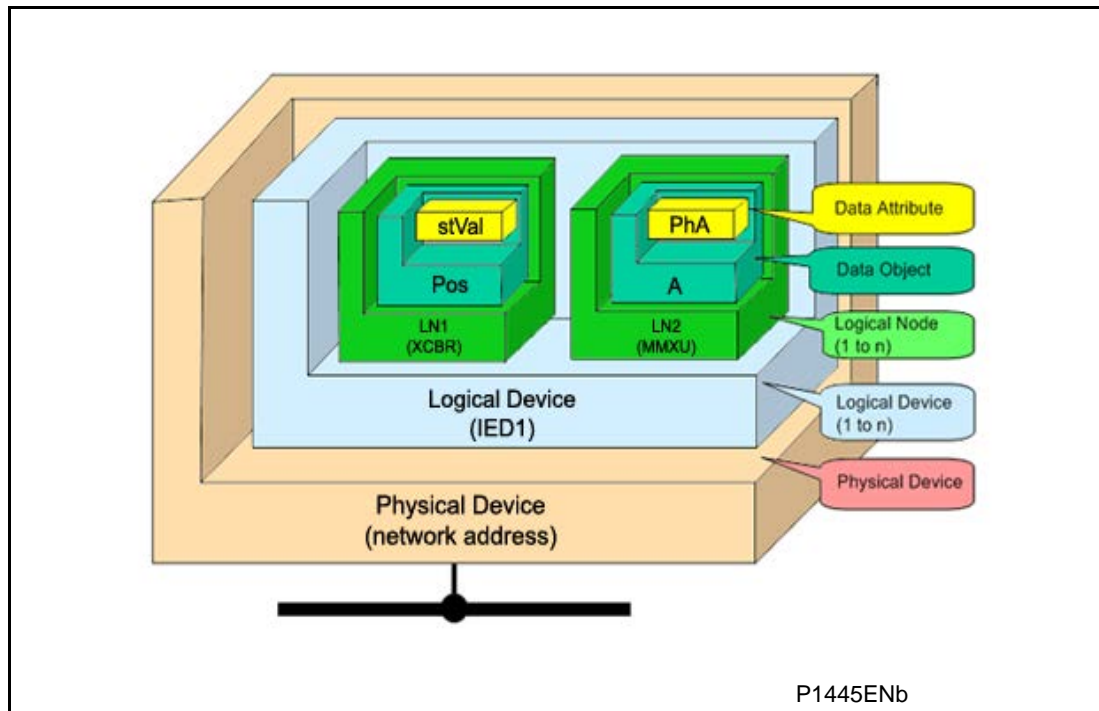 stVal
Pos
LN1
(XCBR)
PhA
A
LN2
(MMXU)
Logical Device
(IED1)
Physical Device
(network address)
Data Attribute
Data Object
Logical Node
(1 to n)
Logical Device
(1 to n)
Physical Device
P1445ENb